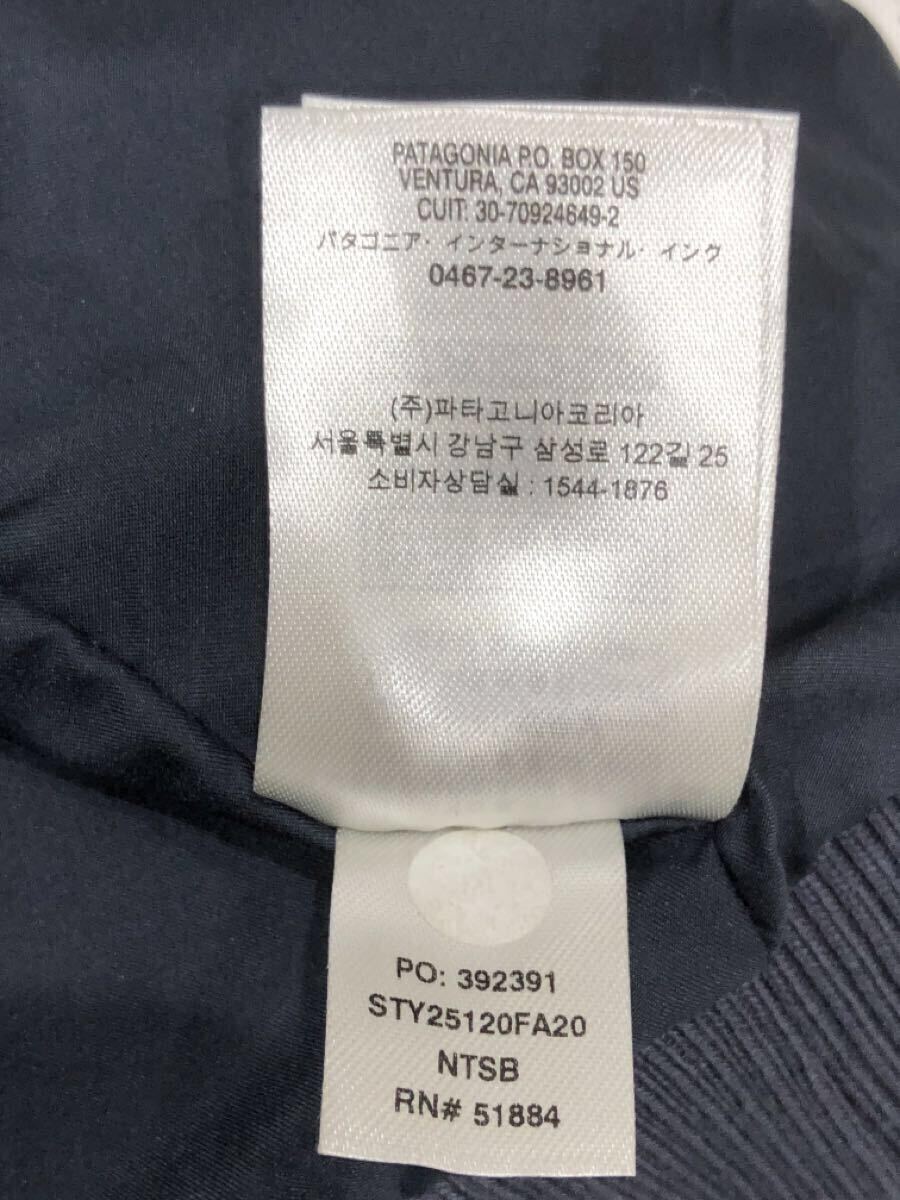 PATAGONIA P.O. BOX 150
VENTURA, CA 93002 US
CUIT: 30-70924649-2
パタゴニア・インターナショナル・インク
0467-23-8961
(주)파타고니아코리아
서울특별시 강남구 삼성로 122길 25
소비자상담실 : 1544-1876
PO: 392391
STY25120FA20
NTSB
RN# 51884